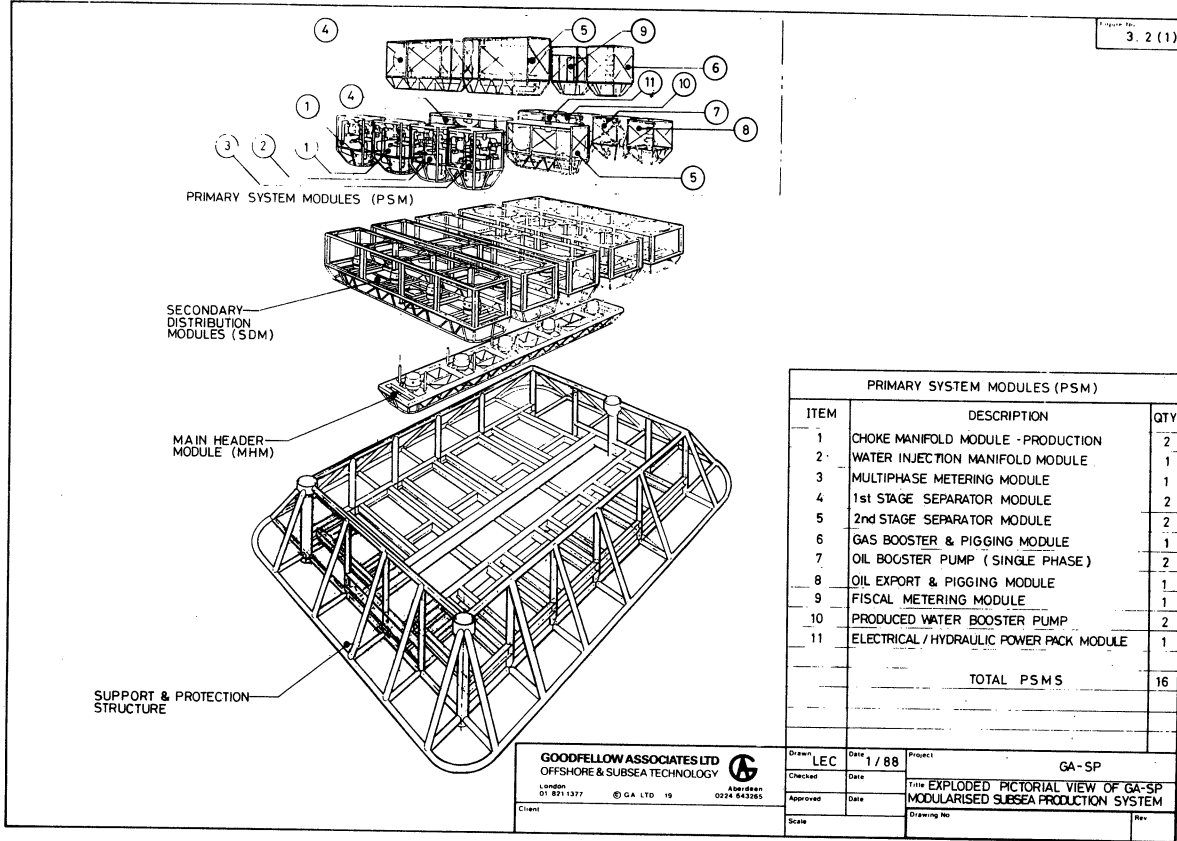 Figure No.
3.2(1)
4
5
9
6
11
10
7
8
1
4
3
2
1
5
PRIMARY SYSTEM MODULES (PSM)
SECONDARY
DISTRIBUTION
MODULES (SDM)
MAIN HEADER
MODULE (MHM)
SUPPORT & PROTECTION
STRUCTURE
PRIMARY SYSTEM MODULES (PSM)
ITEM DESCRIPTION QTY
1 CHOKE MANIFOLD MODULE - PRODUCTION 2
2 WATER INJECTION MANIFOLD MODULE 1
3 MULTIPHASE METERING MODULE 1
4 1st STAGE SEPARATOR MODULE 2
5 2nd STAGE SEPARATOR MODULE 2
6 GAS BOOSTER & PIGGING MODULE 1
7 OIL BOOSTER PUMP (SINGLE PHASE) 2
8 OIL EXPORT & PIGGING MODULE 1
9 FISCAL METERING MODULE 1
10 PRODUCED WATER BOOSTER PUMP 2
11 ELECTRICAL / HYDRAULIC POWER PACK MODULE 1
TOTAL PSMS 16
GOODFELLOW ASSOCIATES LTD
OFFSHORE & SUBSEA TECHNOLOGY
London Aberdeen
01 821 1377 © GA LTD 19 0224 643265
Client
Drawn LEC Date 1/88
Checked Date
Approved Date
Scale
Project GA-SP
Title EXPLODED PICTORIAL VIEW OF GA-SP
MODULARISED SUBSEA PRODUCTION SYSTEM
Drawing No Rev